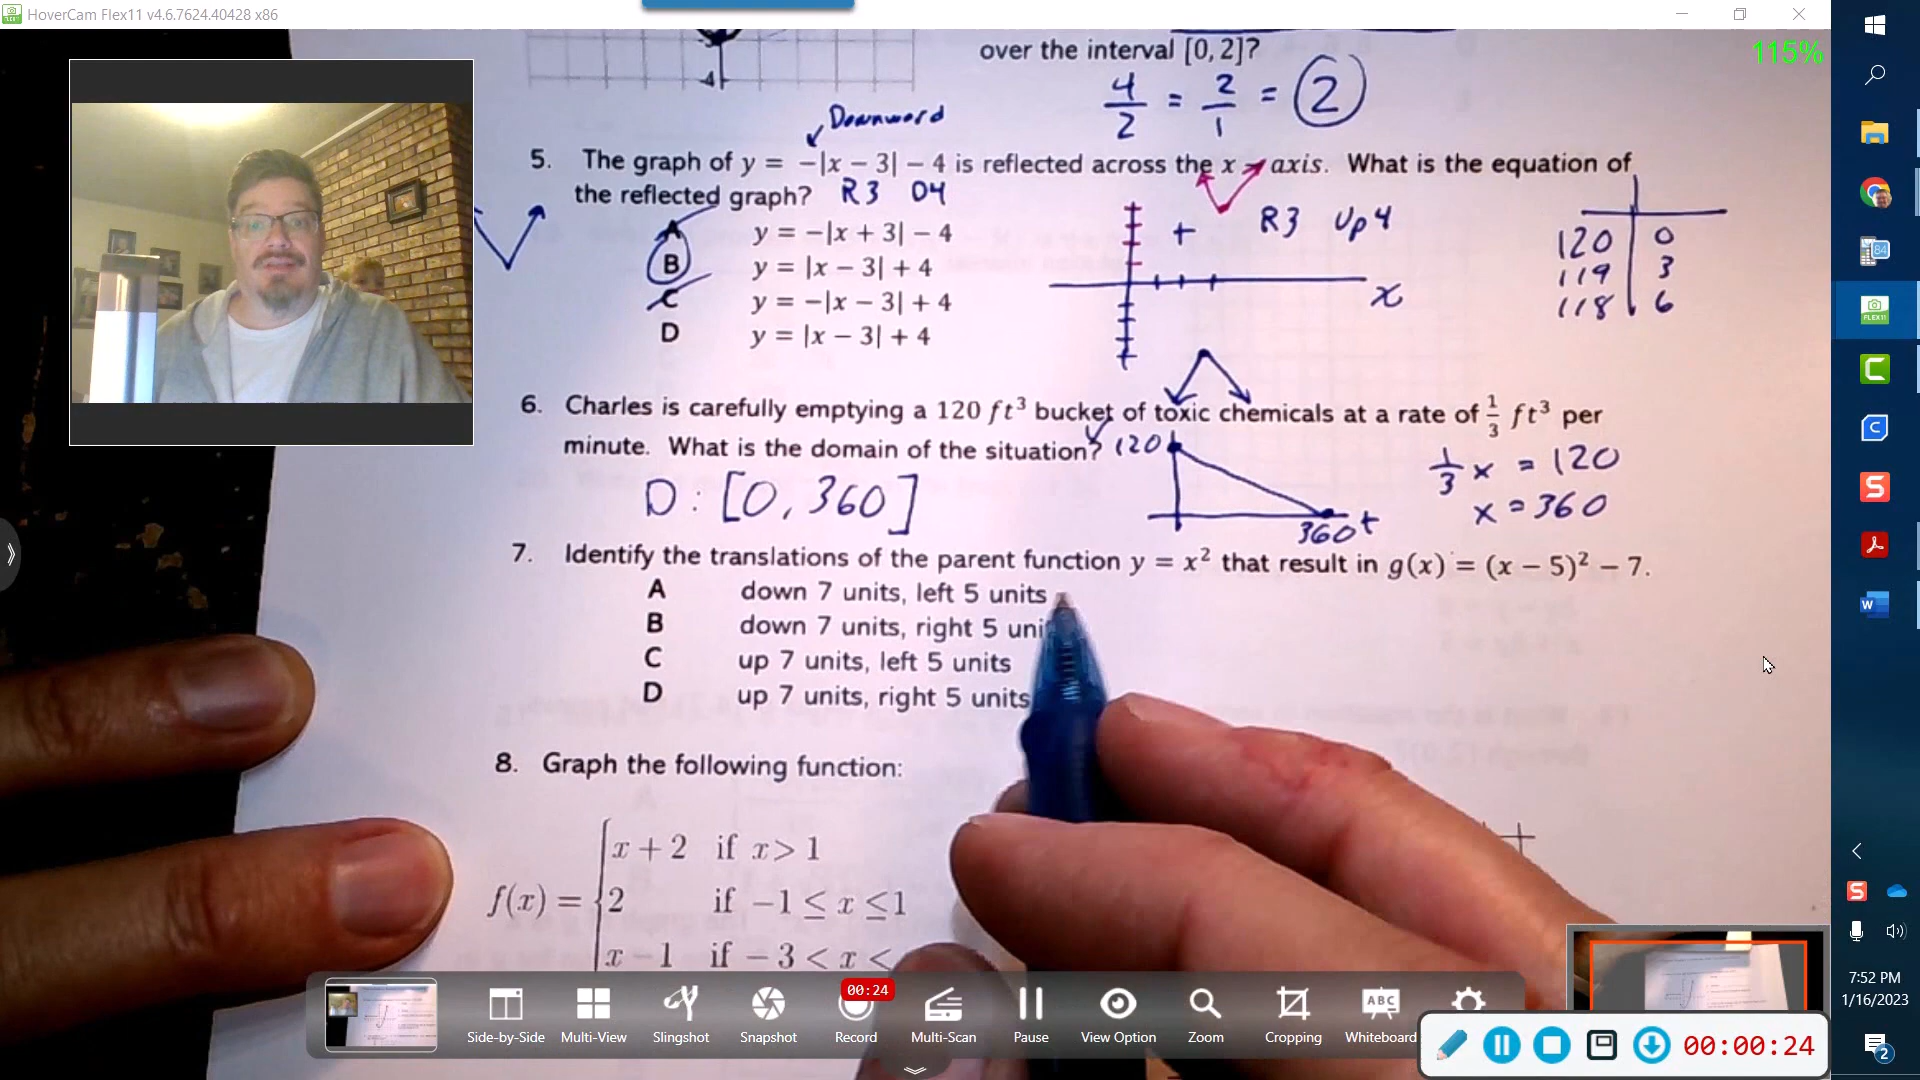 HoverCam Flex11 v4.6.7624.40428 x86
115%
over the interval [0, 2]?
4/2 = 2/1 = 2
-4
Downward
5. The graph of y = −|x − 3| − 4 is reflected across the x − axis. What is the equation of
the reflected graph? R3 D4
R3 Up 4
+
x
A y = −|x + 3| − 4
B y = |x − 3| + 4
C y = −|x − 3| + 4
D y = |x − 3| + 4
120 0
119 3
118 6
6. Charles is carefully emptying a 120 ft³ bucket of toxic chemicals at a rate of 1/3 ft³ per
minute. What is the domain of the situation?
120
D : [0, 360]
360 t
1/3 x = 120
x = 360
7. Identify the translations of the parent function y = x² that result in g(x) = (x − 5)² − 7.
A down 7 units, left 5 units
B down 7 units, right 5 uni
C up 7 units, left 5 units
D up 7 units, right 5 units
8. Graph the following function:
x + 2 if x > 1
f(x) = { 2 if −1 ≤ x ≤ 1
x − 1 if −3 < x <
84
FLEX11
00:24
Side-by-Side
Multi-View
Slingshot
Snapshot
Record
Multi-Scan
Pause
View Option
Zoom
Cropping
ABC
Whiteboard
00:00:24
7:52 PM
1/16/2023
2